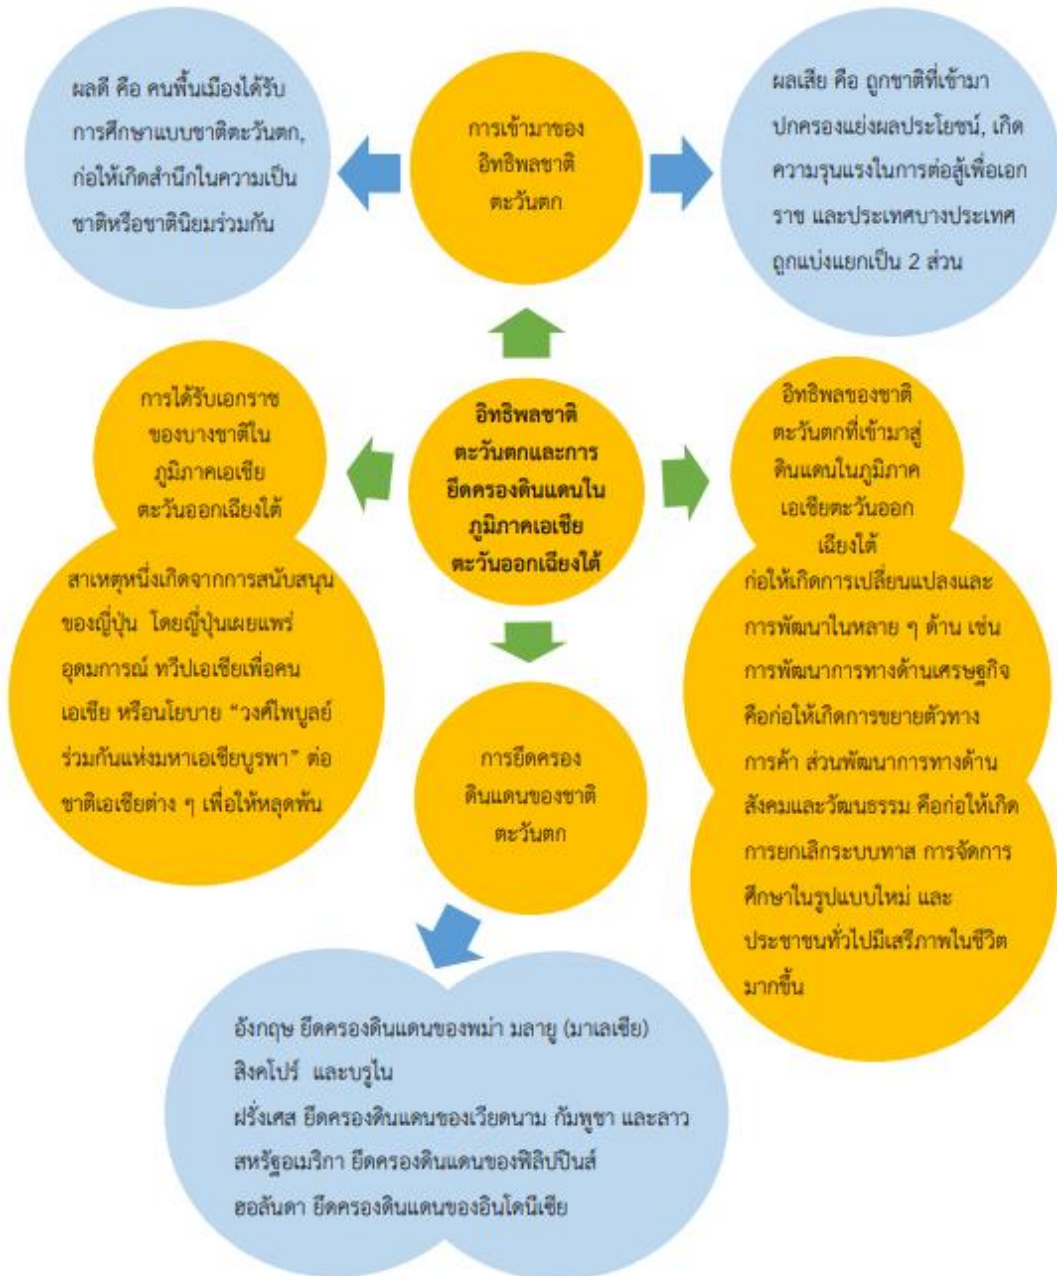 ผลดี คือ คนพื้นเมืองได้รับ
การศึกษาแบบชาติตะวันตก,
ก่อให้เกิดสำนึกในความเป็น
ชาติหรือชาตินิยมร่วมกัน
การเข้ามาของ
อิทธิพลชาติ
ตะวันตก
ผลเสีย คือ ถูกชาติที่เข้ามา
ปกครองแย่งผลประโยชน์, เกิด
ความรุนแรงในการต่อสู้เพื่อเอก
ราช และประเทศบางประเทศ
ถูกแบ่งแยกเป็น 2 ส่วน
การได้รับเอกราช
ของบางชาติใน
ภูมิภาคเอเชีย
ตะวันออกเฉียงใต้
สาเหตุหนึ่งเกิดจากการสนับสนุน
ของญี่ปุ่น โดยญี่ปุ่นเผยแพร่
อุดมการณ์ ทวีปเอเชียเพื่อคน
เอเชีย หรือนโยบาย “วงศ์ไพบูลย์
ร่วมกันแห่งมหาเอเชียบูรพา” ต่อ
ชาติเอเชียต่าง ๆ เพื่อให้หลุดพ้น
อิทธิพลชาติ
ตะวันตกและการ
ยึดครองดินแดนใน
ภูมิภาคเอเชีย
ตะวันออกเฉียงใต้
อิทธิพลของชาติ
ตะวันตกที่เข้ามาสู่
ดินแดนในภูมิภาค
เอเชียตะวันออก
เฉียงใต้
ก่อให้เกิดการเปลี่ยนแปลงและ
การพัฒนาในหลาย ๆ ด้าน เช่น
การพัฒนาการทางด้านเศรษฐกิจ
คือก่อให้เกิดการขยายตัวทาง
การค้า ส่วนพัฒนาการทางด้าน
สังคมและวัฒนธรรม คือก่อให้เกิด
การยกเลิกระบบทาส การจัดการ
ศึกษาในรูปแบบใหม่ และ
ประชาชนทั่วไปมีเสรีภาพในชีวิต
มากขึ้น
การยึดครอง
ดินแดนของชาติ
ตะวันตก
อังกฤษ ยึดครองดินแดนของพม่า มลายู (มาเลเซีย)
สิงคโปร์ และบรูไน
ฝรั่งเศส ยึดครองดินแดนของเวียดนาม กัมพูชา และลาว
สหรัฐอเมริกา ยึดครองดินแดนของฟิลิปปินส์
ฮอลันดา ยึดครองดินแดนของอินโดนีเซีย